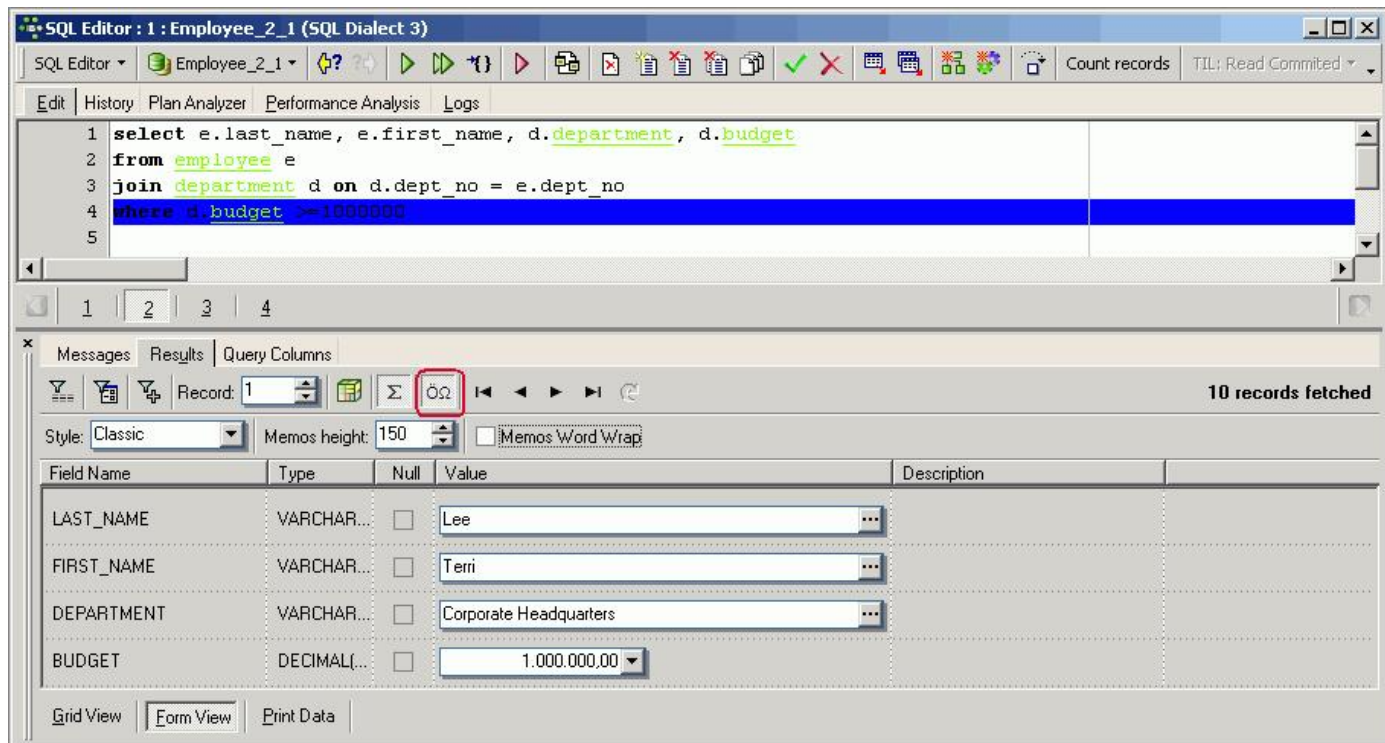 SQL Editor : 1 : Employee_2_1 (SQL Dialect 3)
SQL Editor Employee_2_1 Count records TIL: Read Commited
Edit History Plan Analyzer Performance Analysis Logs
1 select e.last_name, e.first_name, d.department, d.budget
2 from employee e
3 join department d on d.dept_no = e.dept_no
4 where d.budget >=1000000
5
1 2 3 4
Messages Results Query Columns
Record: 1 Σ ÖΩ 10 records fetched
Style: Classic Memos height: 150 Memos Word Wrap
Field Name Type Null Value Description
LAST_NAME VARCHAR... Lee ...
FIRST_NAME VARCHAR... Terri ...
DEPARTMENT VARCHAR... Corporate Headquarters ...
BUDGET DECIMAL(... 1.000.000,00
Grid View Form View Print Data